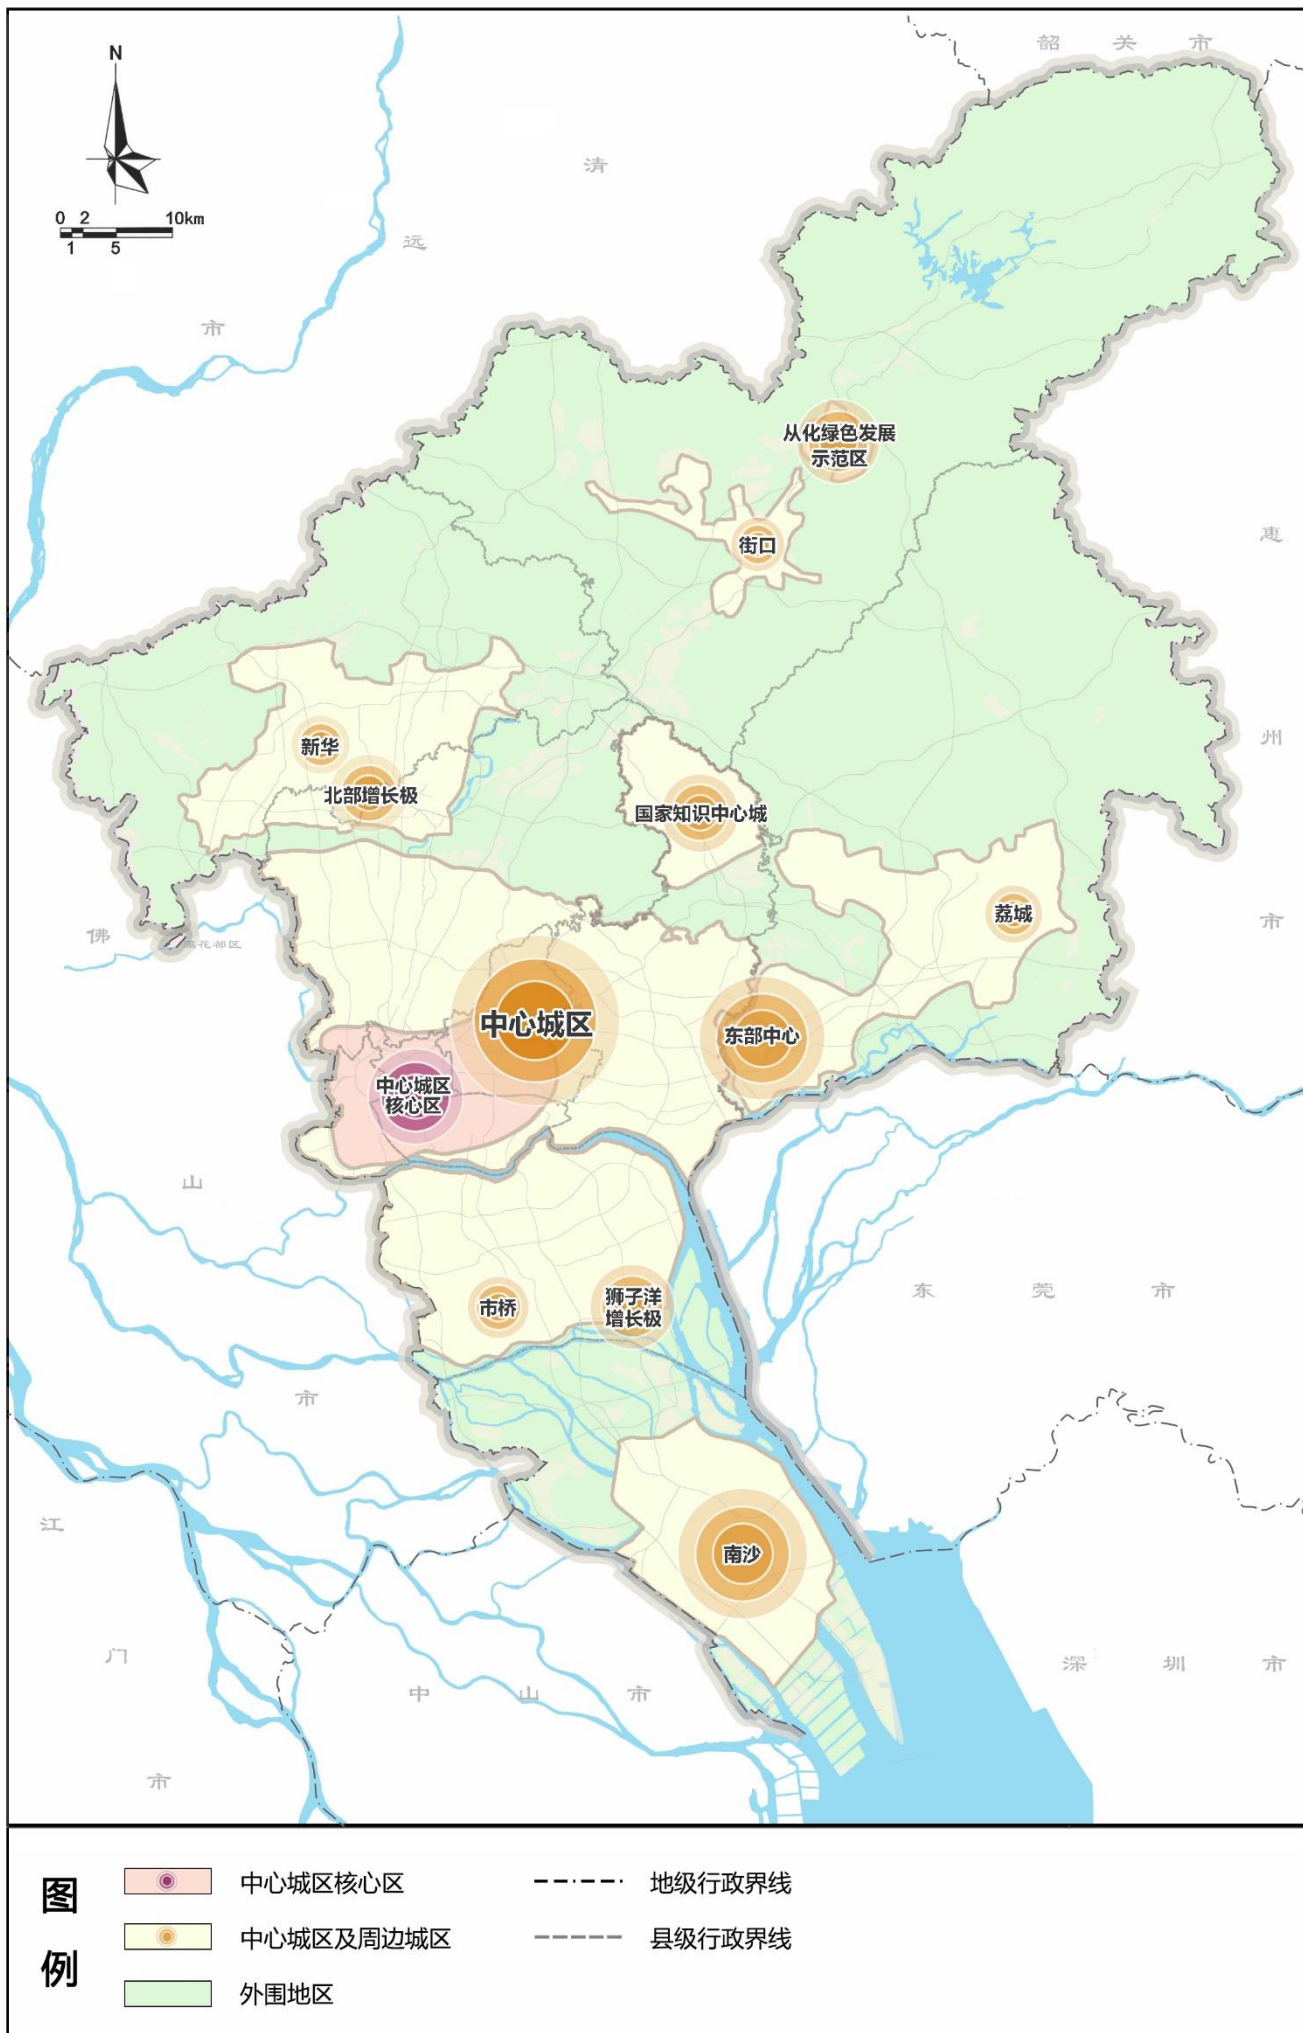 韶关市
N
清
0 2 10km
1 5
远
市
从化绿色发展
示范区
惠
街口
州
新华
北部增长极
国家知识中心城
荔城
市
佛
花都区
中心城区
东部中心
中心城区
核心区
山
东莞市
市桥
狮子洋
增长极
市
江
南沙
门
中山市
深圳市
市
图
例
中心城区核心区
地级行政界线
中心城区及周边城区
县级行政界线
外围地区